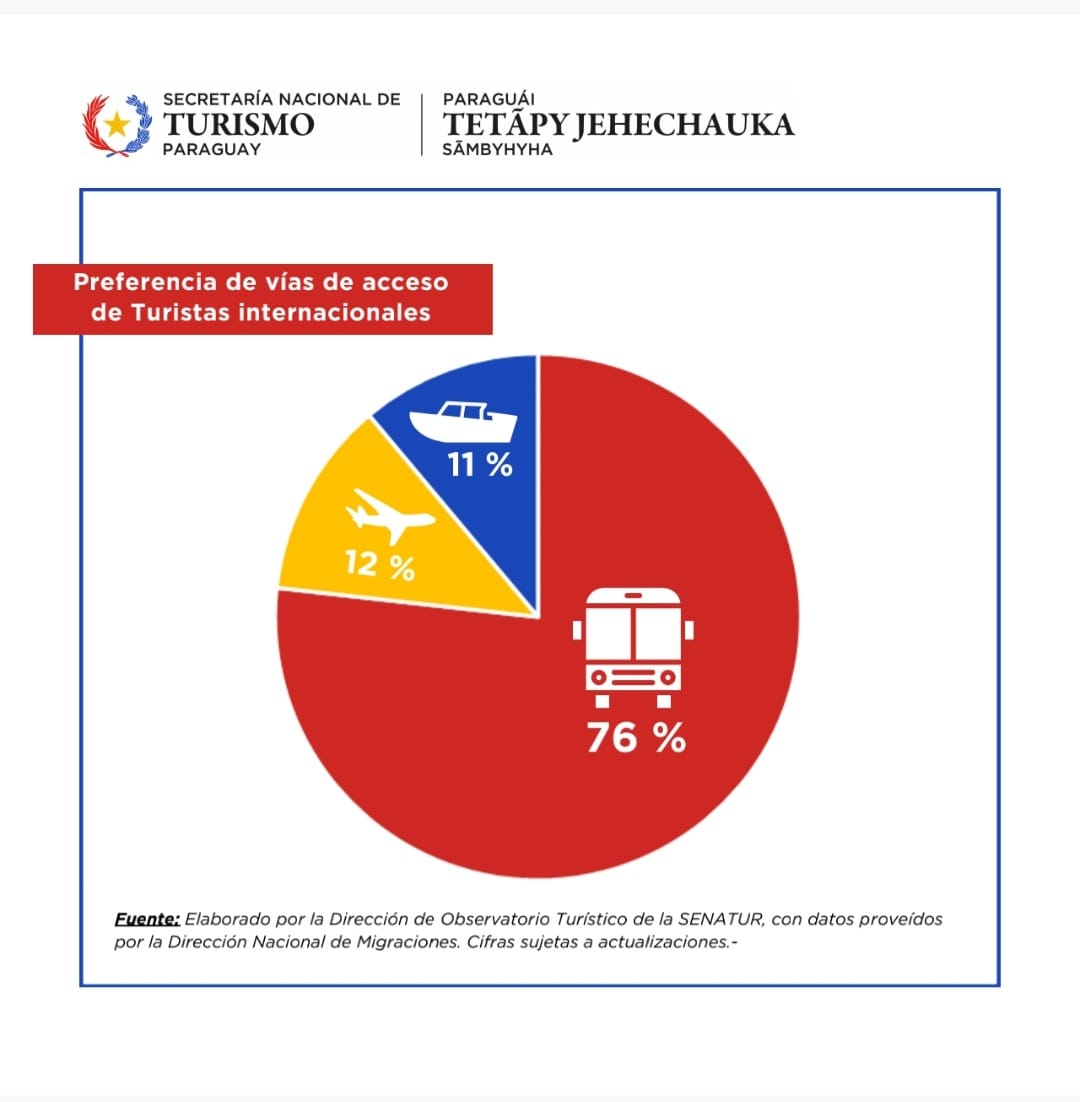 SECRETARÍA NACIONAL DE
TURISMO
PARAGUAY
PARAGUÁI
TETÃPY JEHECHAUKA
SÃMBYHYHA
Preferencia de vías de acceso
de Turistas internacionales
11 %
12 %
76 %
Fuente: Elaborado por la Dirección de Observatorio Turístico de la SENATUR, con datos proveídos
por la Dirección Nacional de Migraciones. Cifras sujetas a actualizaciones.-